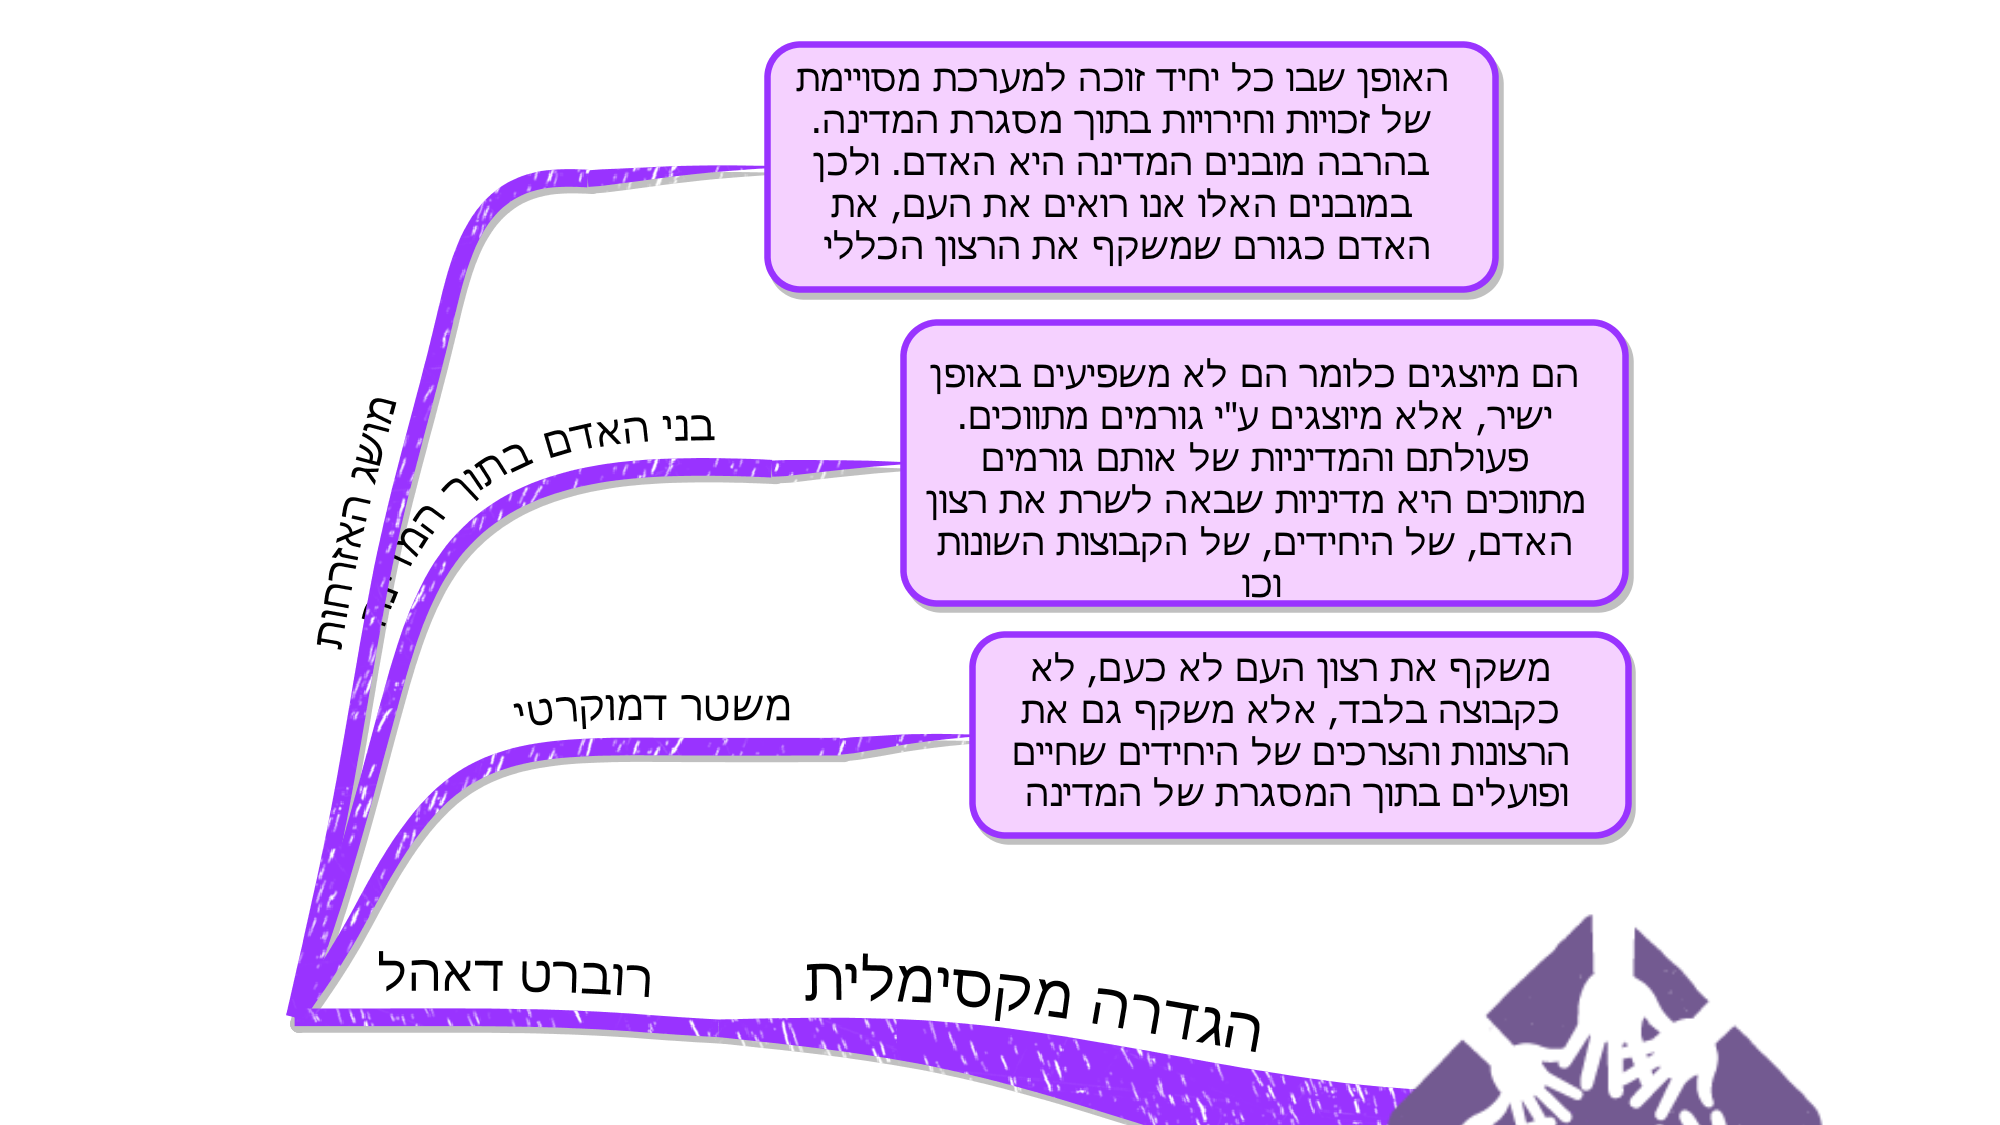 האופן שבו כל יחיד זוכה למערכת מסויימת
של זכויות וחירויות בתוך מסגרת המדינה.
בהרבה מובנים המדינה היא האדם. ולכן
במובנים האלו אנו רואים את העם, את
האדם כגורם שמשקף את הרצון הכללי
מושג האזרחות
הם מיוצגים כלומר הם לא משפיעים באופן
ישיר, אלא מיוצגים ע"י גורמים מתווכים.
פעולתם והמדיניות של אותם גורמים
מתווכים היא מדיניות שבאה לשרת את רצון
האדם, של היחידים, של הקבוצות השונות
וכו
בני האדם בתוך המדינה
משקף את רצון העם לא כעם, לא
כקבוצה בלבד, אלא משקף גם את
הרצונות והצרכים של היחידים שחיים
ופועלים בתוך המסגרת של המדינה
משטר דמוקרטי
הגדרה מקסימלית
רוברט דאהל